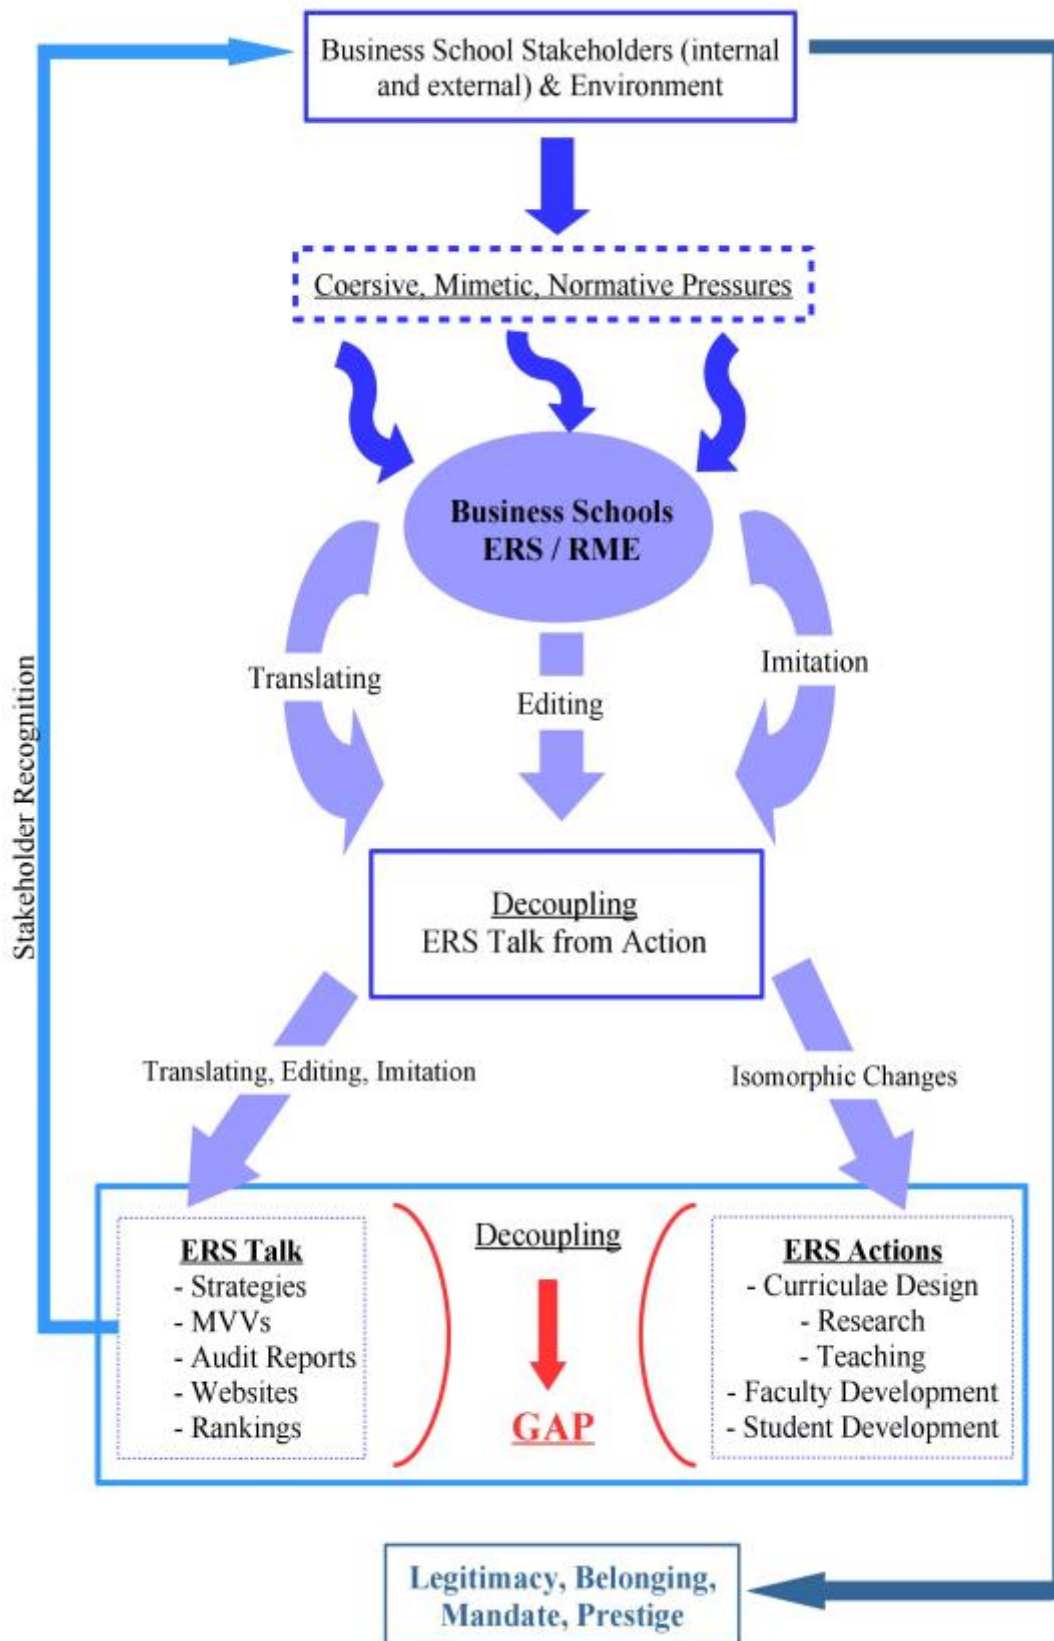 Business School Stakeholders (internal
and external) & Environment
Coersive, Mimetic, Normative Pressures
Business Schools
ERS / RME
Translating
Editing
Imitation
Stakeholder Recognition
Decoupling
ERS Talk from Action
Translating, Editing, Imitation
Isomorphic Changes
ERS Talk
- Strategies
- MVVs
- Audit Reports
- Websites
- Rankings
Decoupling
GAP
ERS Actions
- Curriculae Design
- Research
- Teaching
- Faculty Development
- Student Development
Legitimacy, Belonging,
Mandate, Prestige